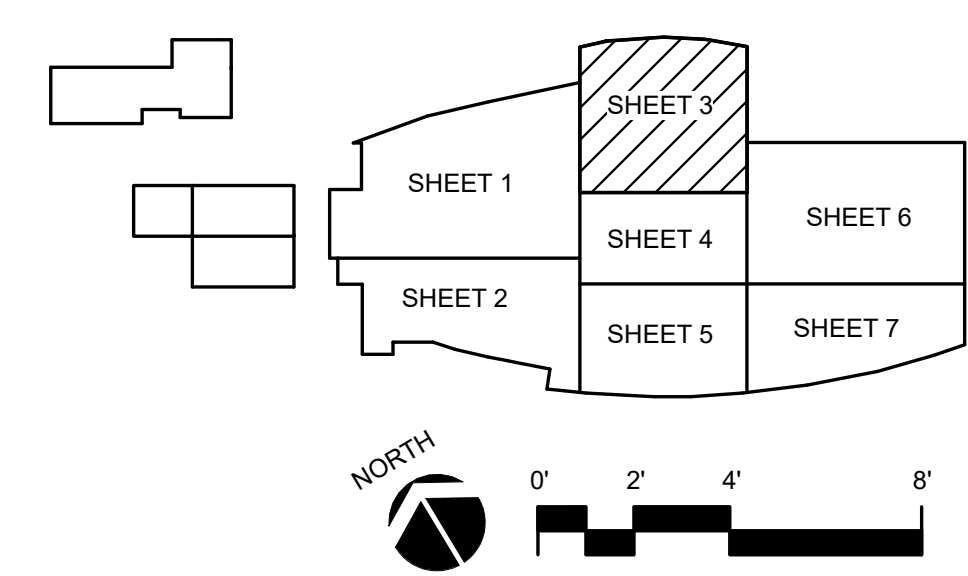 SHEET 3
SHEET 1
SHEET 6
SHEET 4
SHEET 2
SHEET 5
SHEET 7
NORTH
0' 2' 4' 8'